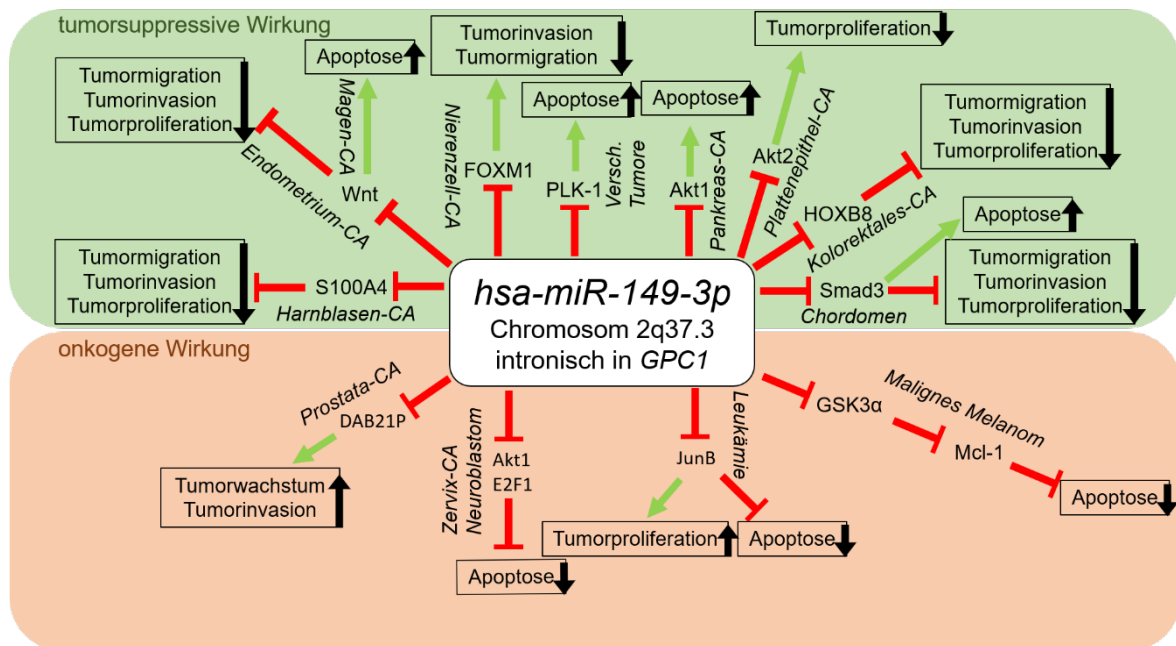 tumorsuppressive Wirkung
Tumormigration
Tumorinvasion
Tumorproliferation
Endometrium-CA
Apoptose
Magen-CA
Wnt
Tumorinvasion
Tumormigration
Nierenzell-CA
FOXM1
Apoptose
PLK-1
Versch.
Tumore
Apoptose
Akt1
Pankreas-CA
Tumorproliferation
Akt2
Plattenepithel-CA
Tumormigration
Tumorinvasion
Tumorproliferation
HOXB8
Kolorektales-CA
Apoptose
Smad3
Chordomen
Tumormigration
Tumorinvasion
Tumorproliferation
Tumormigration
Tumorinvasion
Tumorproliferation
S100A4
Harnblasen-CA
hsa-miR-149-3p
Chromosom 2q37.3
intronisch in GPC1
onkogene Wirkung
Prostata-CA
DAB21P
Tumorwachstum
Tumorinvasion
Zervix-CA
Neuroblastom
Akt1
E2F1
Apoptose
Leukämie
JunB
Tumorproliferation
Apoptose
GSK3α
Malignes Melanom
Mcl-1
Apoptose